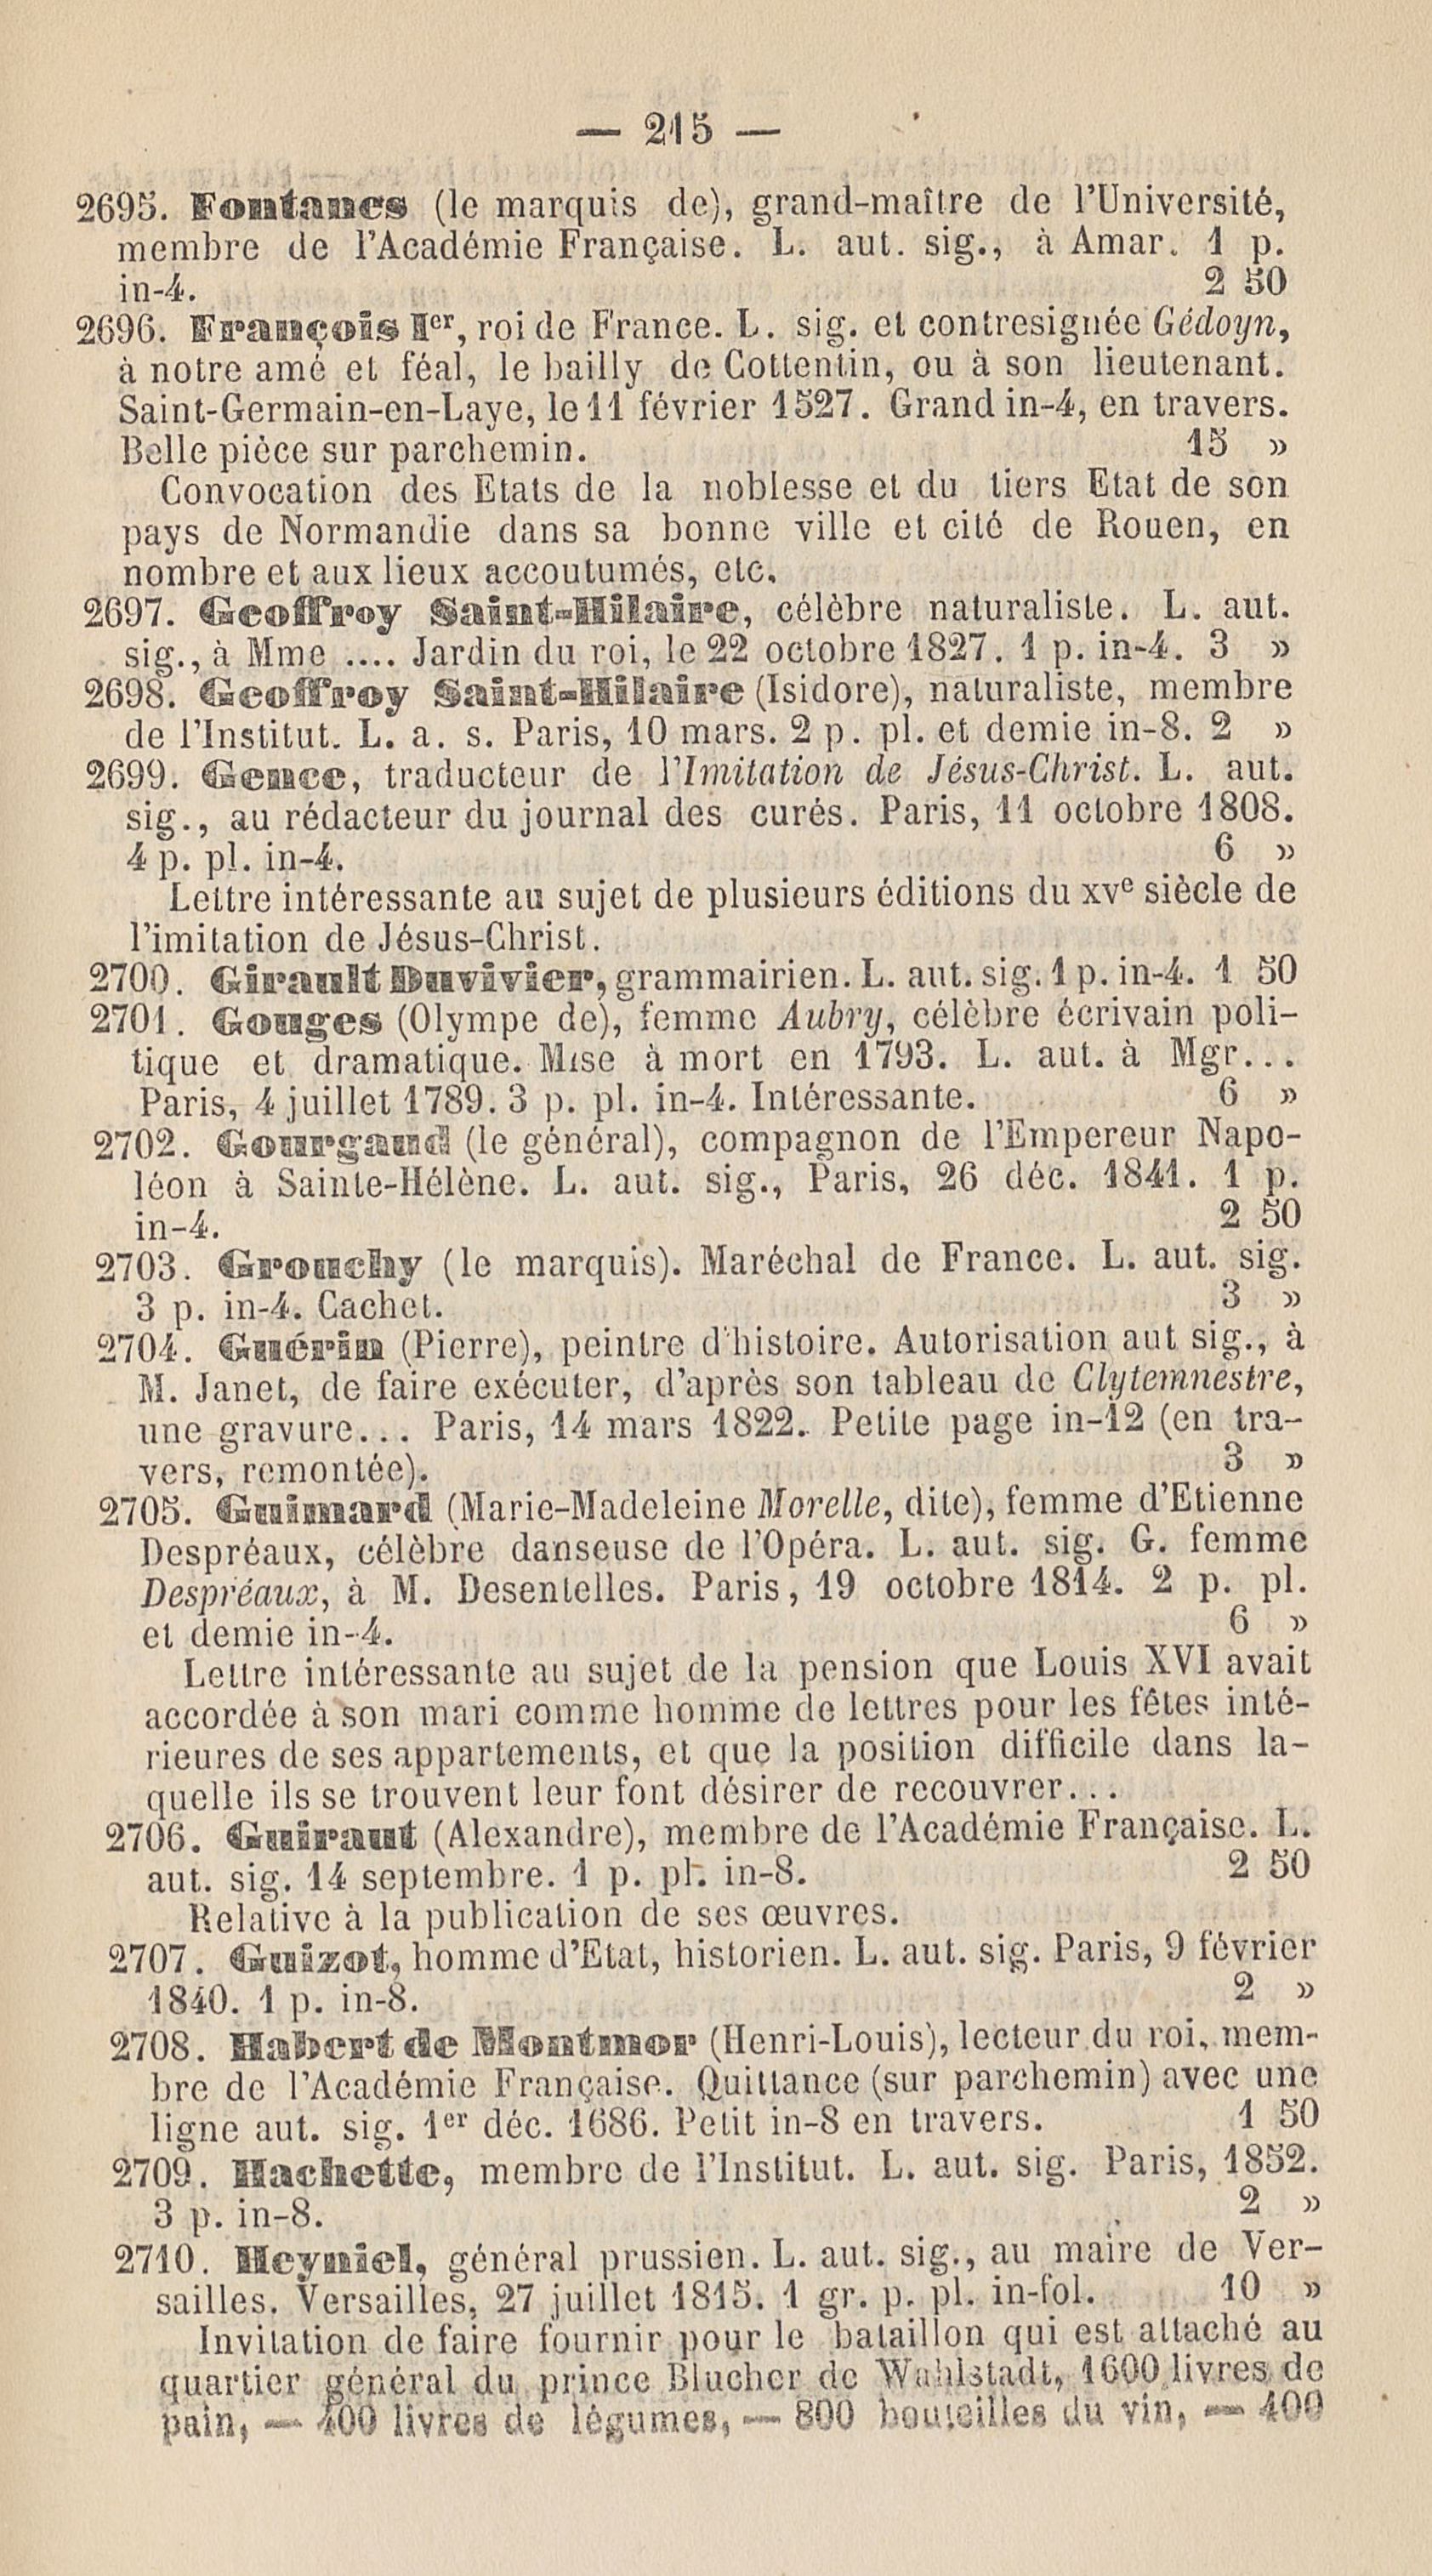 — 215 —
2695. Fontanes (le marquis de), grand-maître de l'Université,
membre de l'Académie Française. L. aut. sig., à Amar. 1 p.
in-4. 2 50
2696. François Ier, roi de France. L. sig. et contresignée Gédoyn,
à notre amé et féal, le bailly de Cottentin, ou à son lieutenant.
Saint-Germain-en-Laye, le 11 février 1527. Grand in-4, en travers.
Belle pièce sur parchemin. 15 »
Convocation des Etats de la noblesse et du tiers Etat de son
pays de Normandie dans sa bonne ville et cité de Rouen, en
nombre et aux lieux accoutumés, etc.
2697. Geoffroy Saint-Hilaire, célèbre naturaliste. L. aut.
sig., à Mme .... Jardin du roi, le 22 octobre 1827. 1 p. in-4. 3 »
2698. Geoffroy Saint-Hilaire (Isidore), naturaliste, membre
de l'Institut. L. a. s. Paris, 10 mars. 2 p. pl. et demie in-8. 2 »
2699. Gence, traducteur de l'Imitation de Jésus-Christ. L. aut.
sig., au rédacteur du journal des curés. Paris, 11 octobre 1808.
4 p. pl. in-4. 6 »
Lettre intéressante au sujet de plusieurs éditions du xve siècle de
l'imitation de Jésus-Christ.
2700. Girault Duvivier, grammairien. L. aut. sig. 1 p. in-4. 1 50
2701. Gouges (Olympe de), femme Aubry, célèbre écrivain poli-
tique et dramatique. Mise à mort en 1793. L. aut. à Mgr...
Paris, 4 juillet 1789. 3 p. pl. in-4. Intéressante. 6 »
2702. Gourgaud (le général), compagnon de l'Empereur Napo-
léon à Sainte-Hélène. L. aut. sig., Paris, 26 déc. 1841. 1 p.
in-4. 2 50
2703. Grouchy (le marquis). Maréchal de France. L. aut. sig.
3 p. in-4. Cachet. 3 »
2704. Guérin (Pierre), peintre d'histoire. Autorisation aut sig., à
M. Janet, de faire exécuter, d'après son tableau de Clytemnestre,
une gravure... Paris, 14 mars 1822. Petite page in-12 (en tra-
vers, remontée). 3 »
2705. Guimard (Marie-Madeleine Morelle, dite), femme d'Etienne
Despréaux, célèbre danseuse de l'Opéra. L. aut. sig. G. femme
Despréaux, à M. Desentelles. Paris, 19 octobre 1814. 2 p. pl.
et demie in-4. 6 »
Lettre intéressante au sujet de la pension que Louis XVI avait
accordée à son mari comme homme de lettres pour les fêtes inté-
rieures de ses appartements, et que la position difficile dans la-
quelle ils se trouvent leur font désirer de recouvrer...
2706. Guiraut (Alexandre), membre de l'Académie Française. L.
aut. sig. 14 septembre. 1 p. pl. in-8. 2 50
Relative à la publication de ses œuvres.
2707. Guizot, homme d'Etat, historien. L. aut. sig. Paris, 9 février
1840. 1 p. in-8. 2 »
2708. Habert de Montmor (Henri-Louis), lecteur du roi, mem-
bre de l'Académie Française. Quittance (sur parchemin) avec une
ligne aut. sig. 1er déc. 1686. Petit in-8 en travers. 1 50
2709. Hachette, membre de l'Institut. L. aut. sig. Paris, 1852.
3 p. in-8. 2 »
2710. Heyniel, général prussien. L. aut. sig., au maire de Ver-
sailles. Versailles, 27 juillet 1815. 1 gr. p. pl. in-fol. 10 »
Invitation de faire fournir pour le bataillon qui est attaché au
quartier général du prince Blucher de Wahlstadt, 1600 livres de
pain, — 400 livres de légumes, — 800 bouteilles du vin, — 400